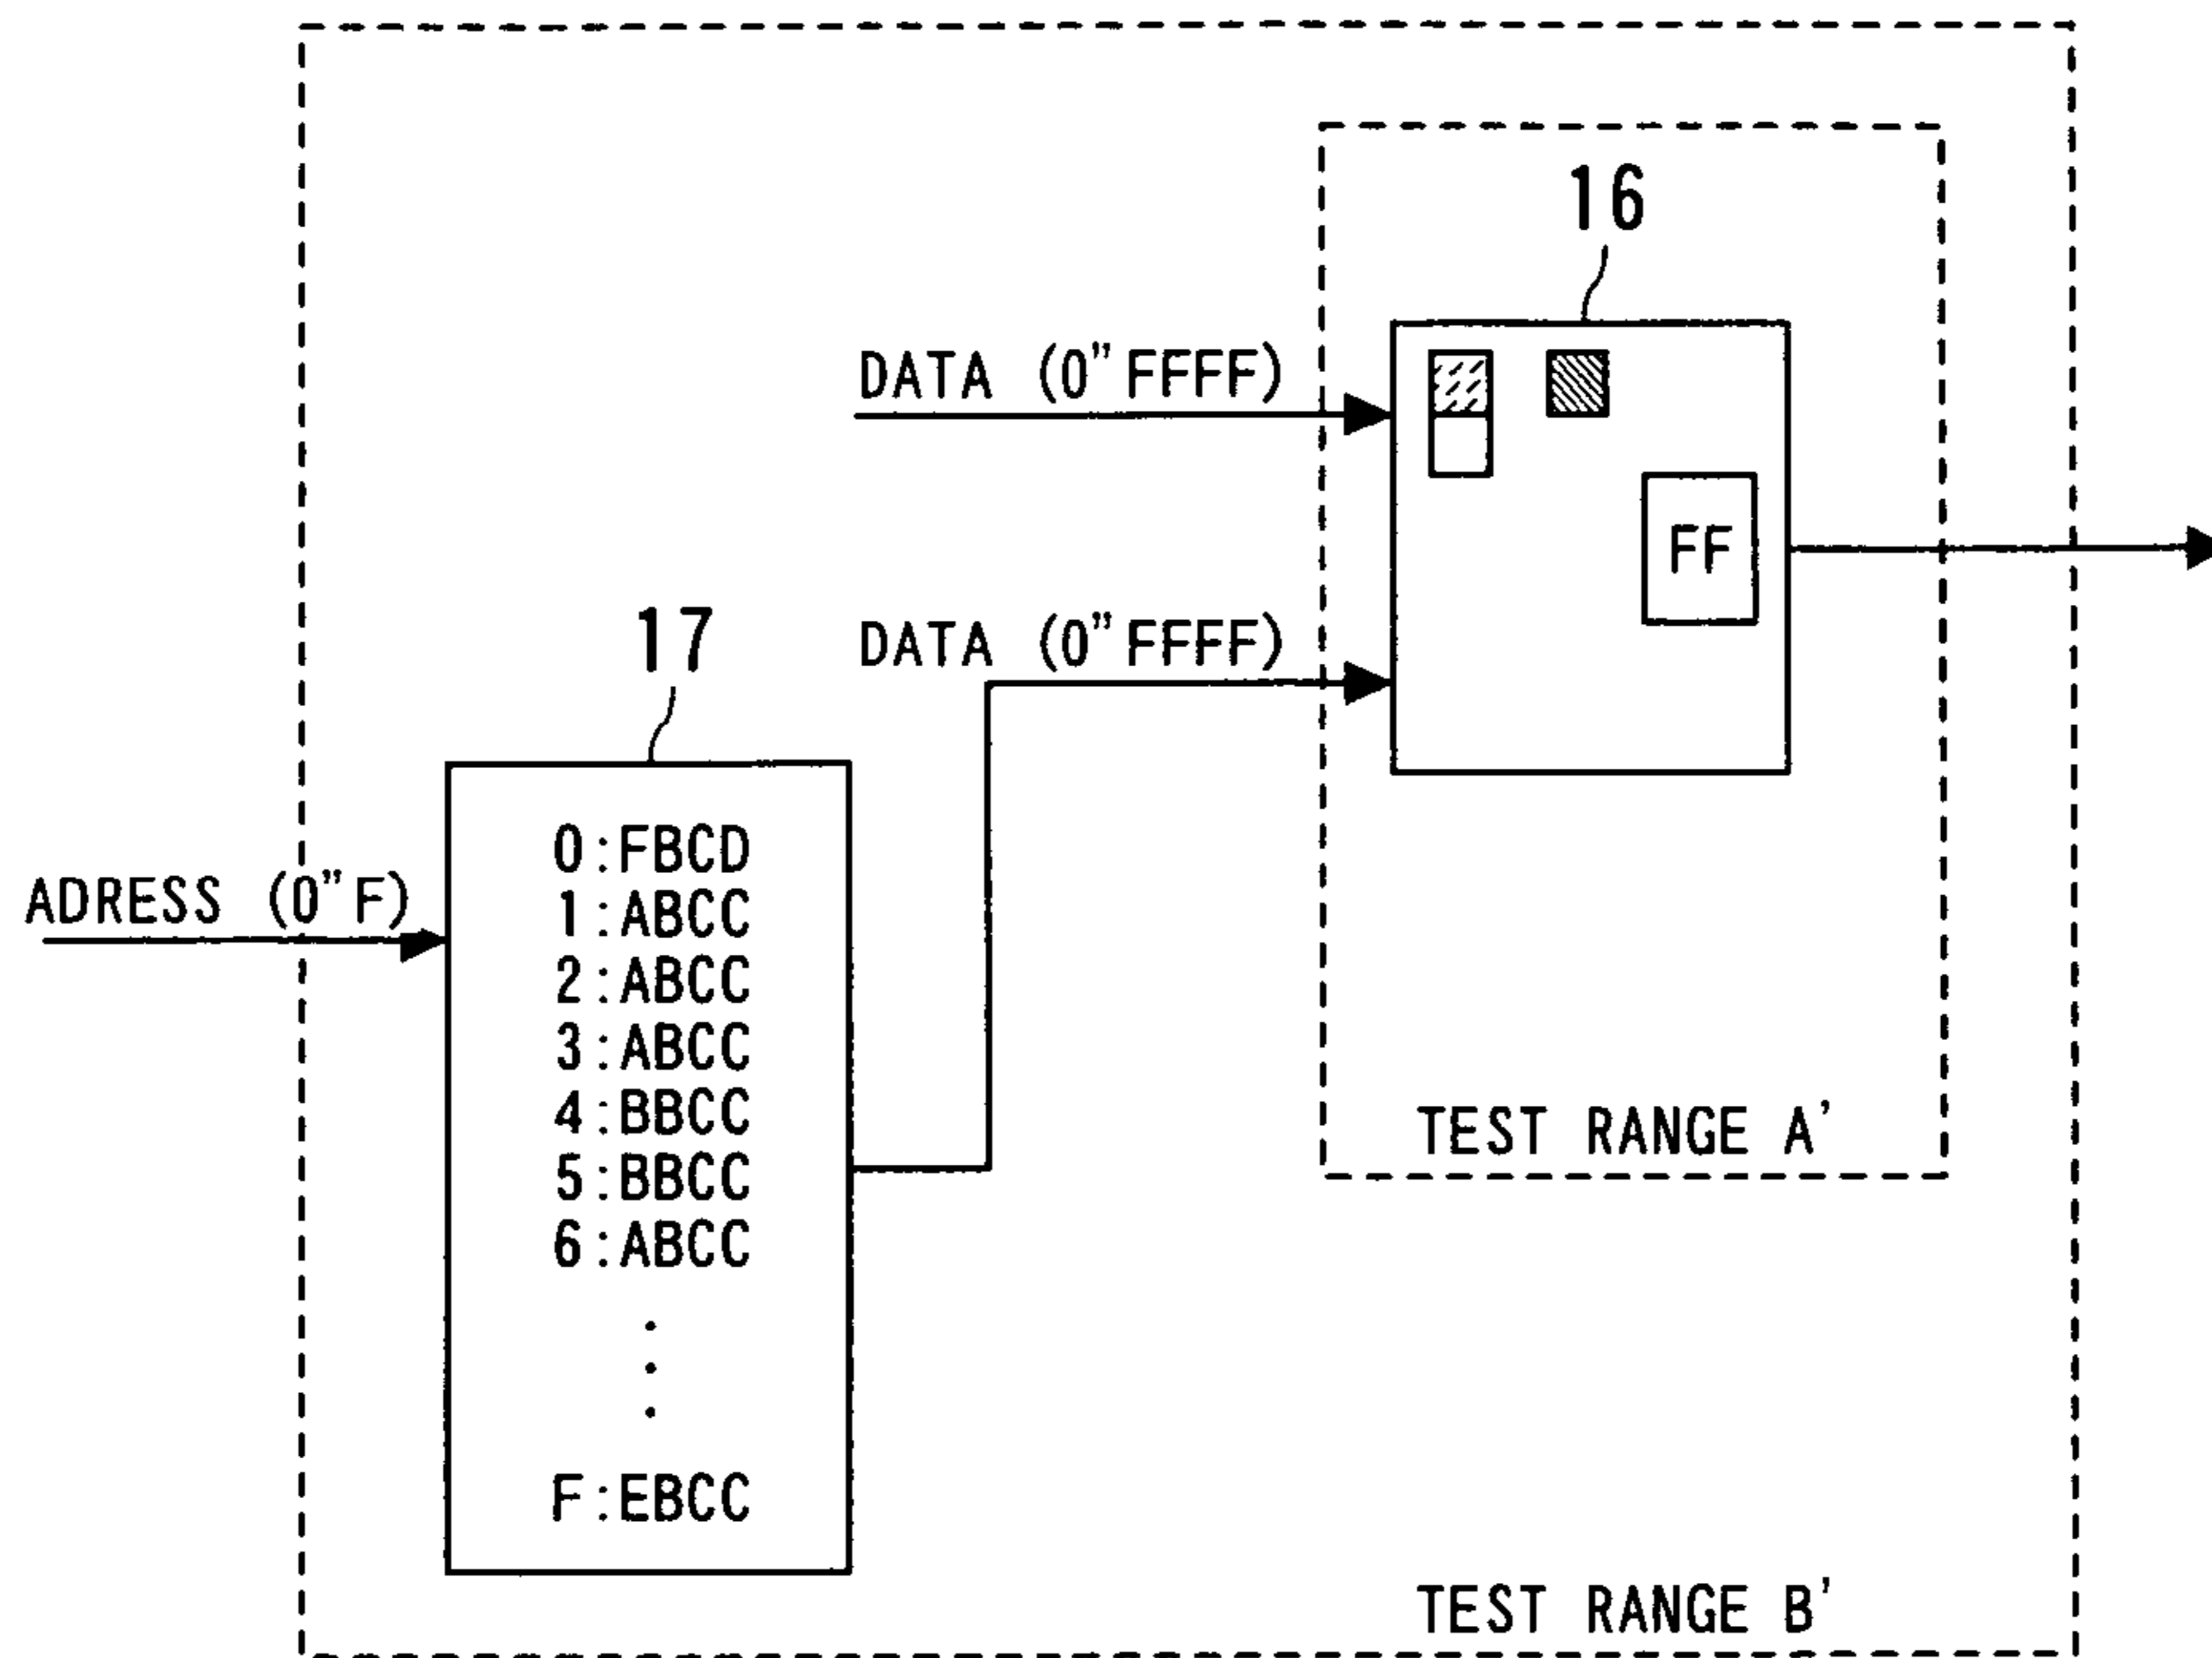 16
DATA (0"FFFF)
FF
17
DATA (0"FFFF)
0:FBCD
ADRESS (0"F)
1:ABCC
2:ABCC
3:ABCC
4:BBCC
5:BBCC
6:ABCC
F:EBCC
TEST RANGE A'
TEST RANGE B'